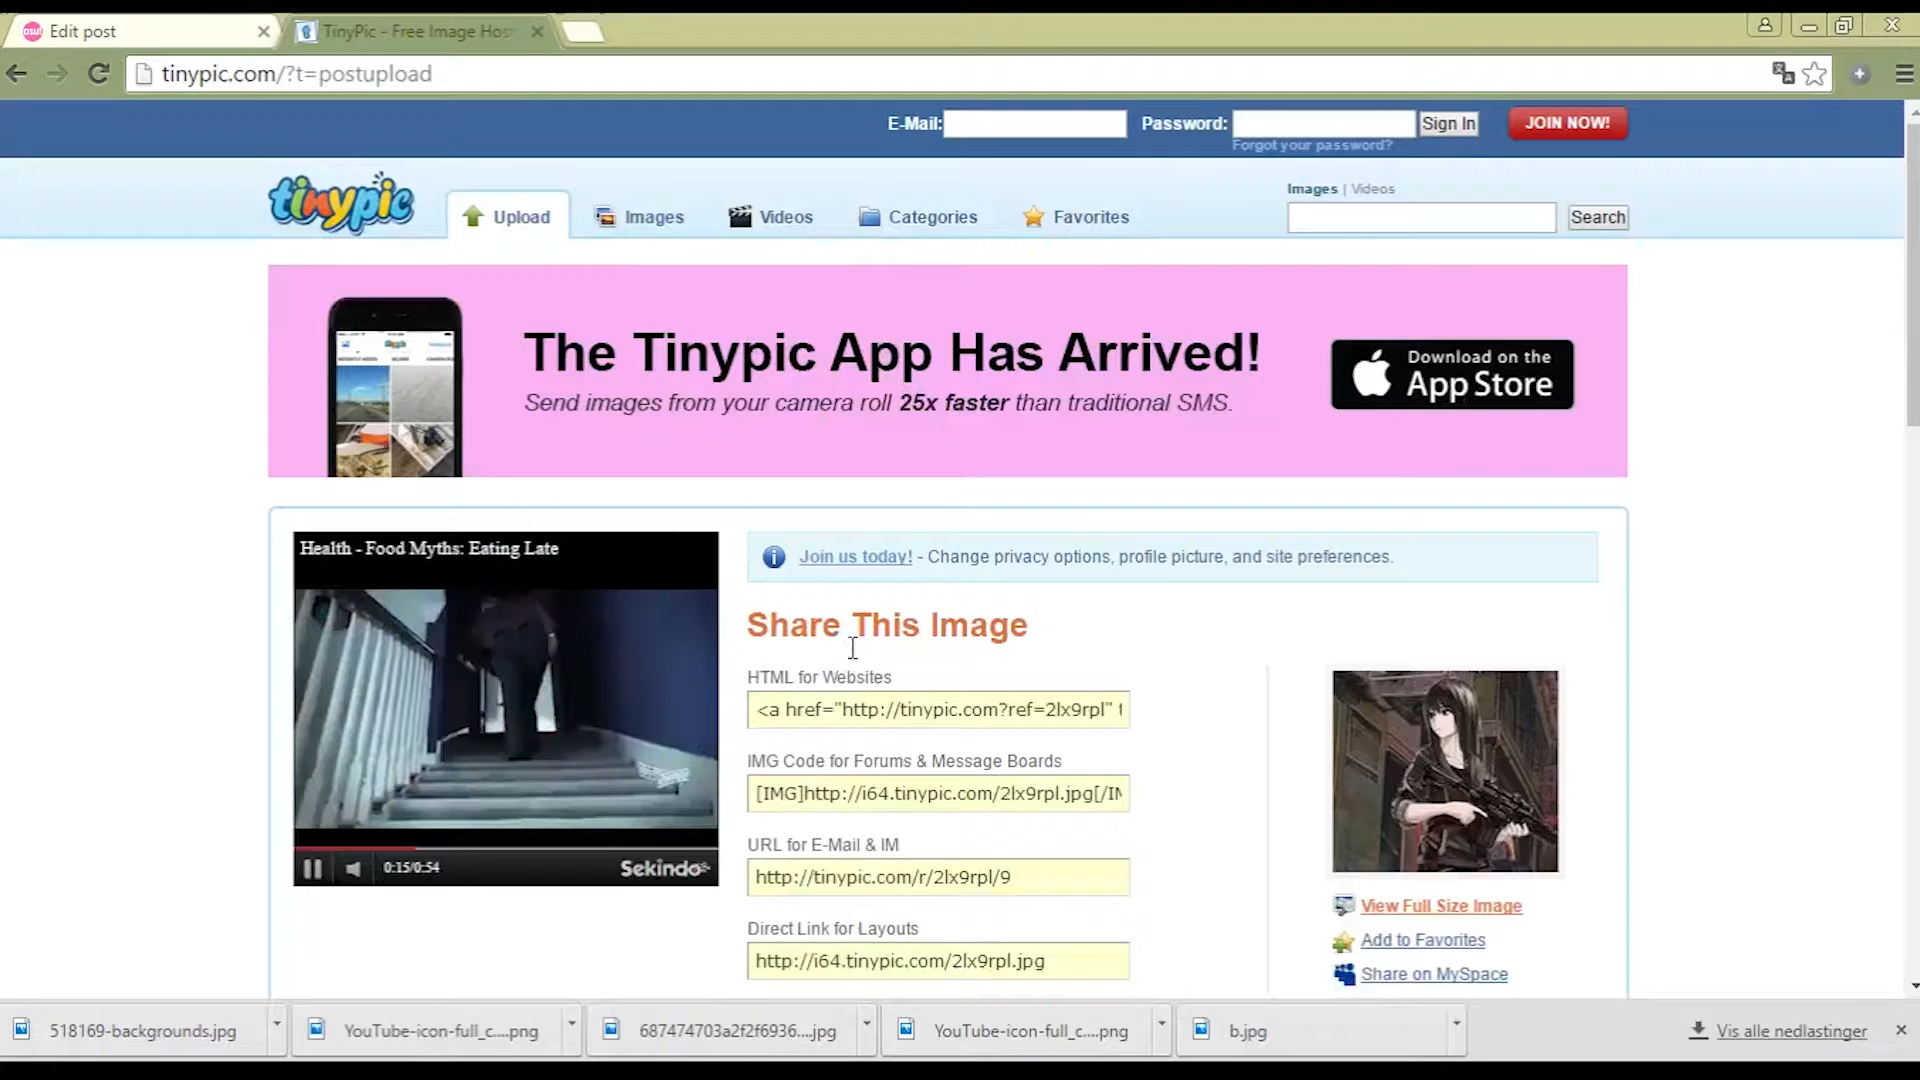 osu!
Edit post
TinyPic - Free Image Hos
tinypic.com/?t=postupload
E-Mail:
Password:
Sign In
JOIN NOW!
Forgot your password?
tinypic
Upload
Images
Videos
Categories
Favorites
Images | Videos
Search
The Tinypic App Has Arrived!
Send images from your camera roll 25x faster than traditional SMS.
Download on the
App Store
Health - Food Myths: Eating Late
0:15/0:54
Sekindo
Join us today! - Change privacy options, profile picture, and site preferences.
Share This Image
HTML for Websites
<a href="http://tinypic.com?ref=2lx9rpl" t
IMG Code for Forums & Message Boards
[IMG]http://i64.tinypic.com/2lx9rpl.jpg[/IM
URL for E-Mail & IM
http://tinypic.com/r/2lx9rpl/9
Direct Link for Layouts
http://i64.tinypic.com/2lx9rpl.jpg
View Full Size Image
Add to Favorites
Share on MySpace
518169-backgrounds.jpg
YouTube-icon-full_c....png
687474703a2f2f6936....jpg
YouTube-icon-full_c....png
b.jpg
Vis alle nedlastinger